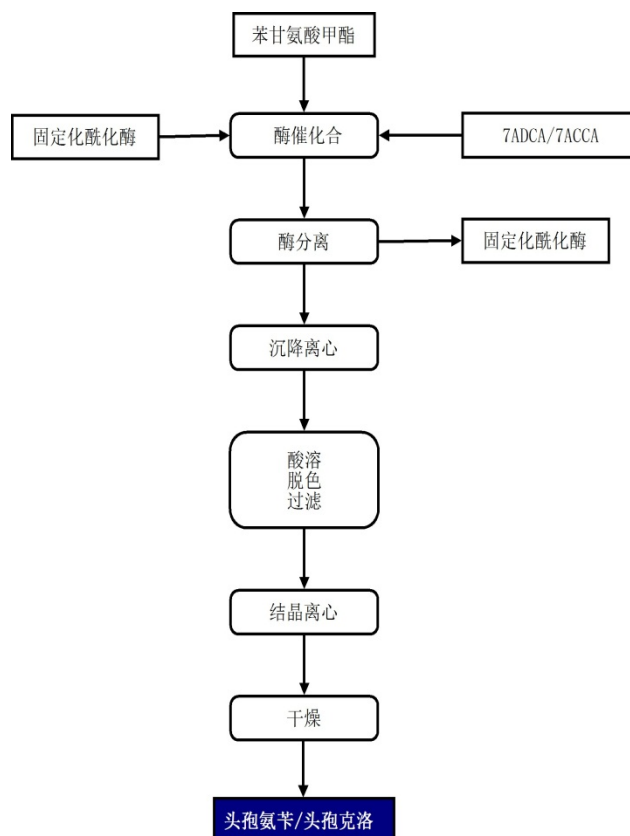 苯甘氨酸甲酯
固定化酰化酶
酶催化合
7ADCA/7ACCA
酶分离
固定化酰化酶
沉降离心
酸溶
脱色
过滤
结晶离心
干燥
头孢氨苄/头孢克洛